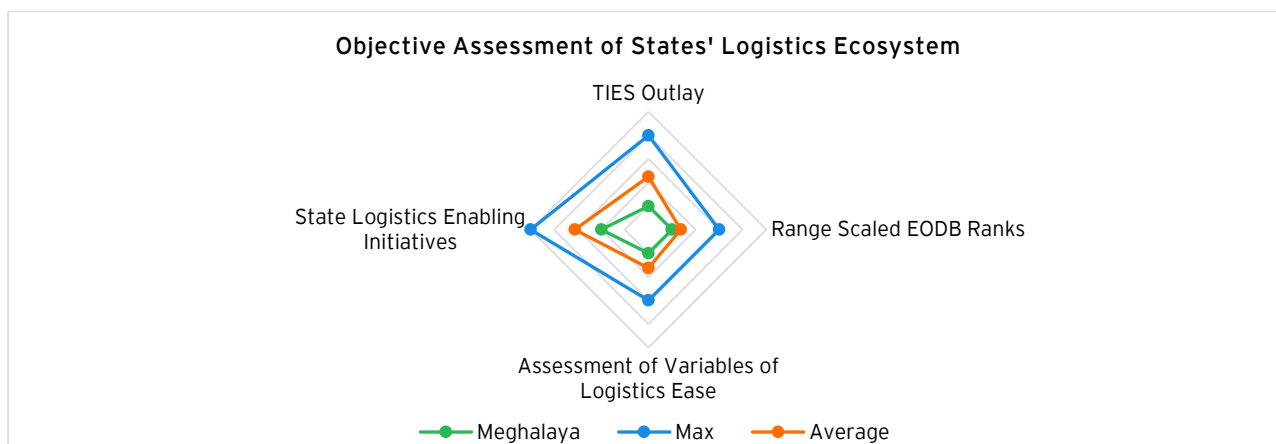 Objective Assessment of States' Logistics Ecosystem
TIES Outlay
State Logistics Enabling
Initiatives
Range Scaled EODB Ranks
Assessment of Variables of
Logistics Ease
Meghalaya
Max
Average